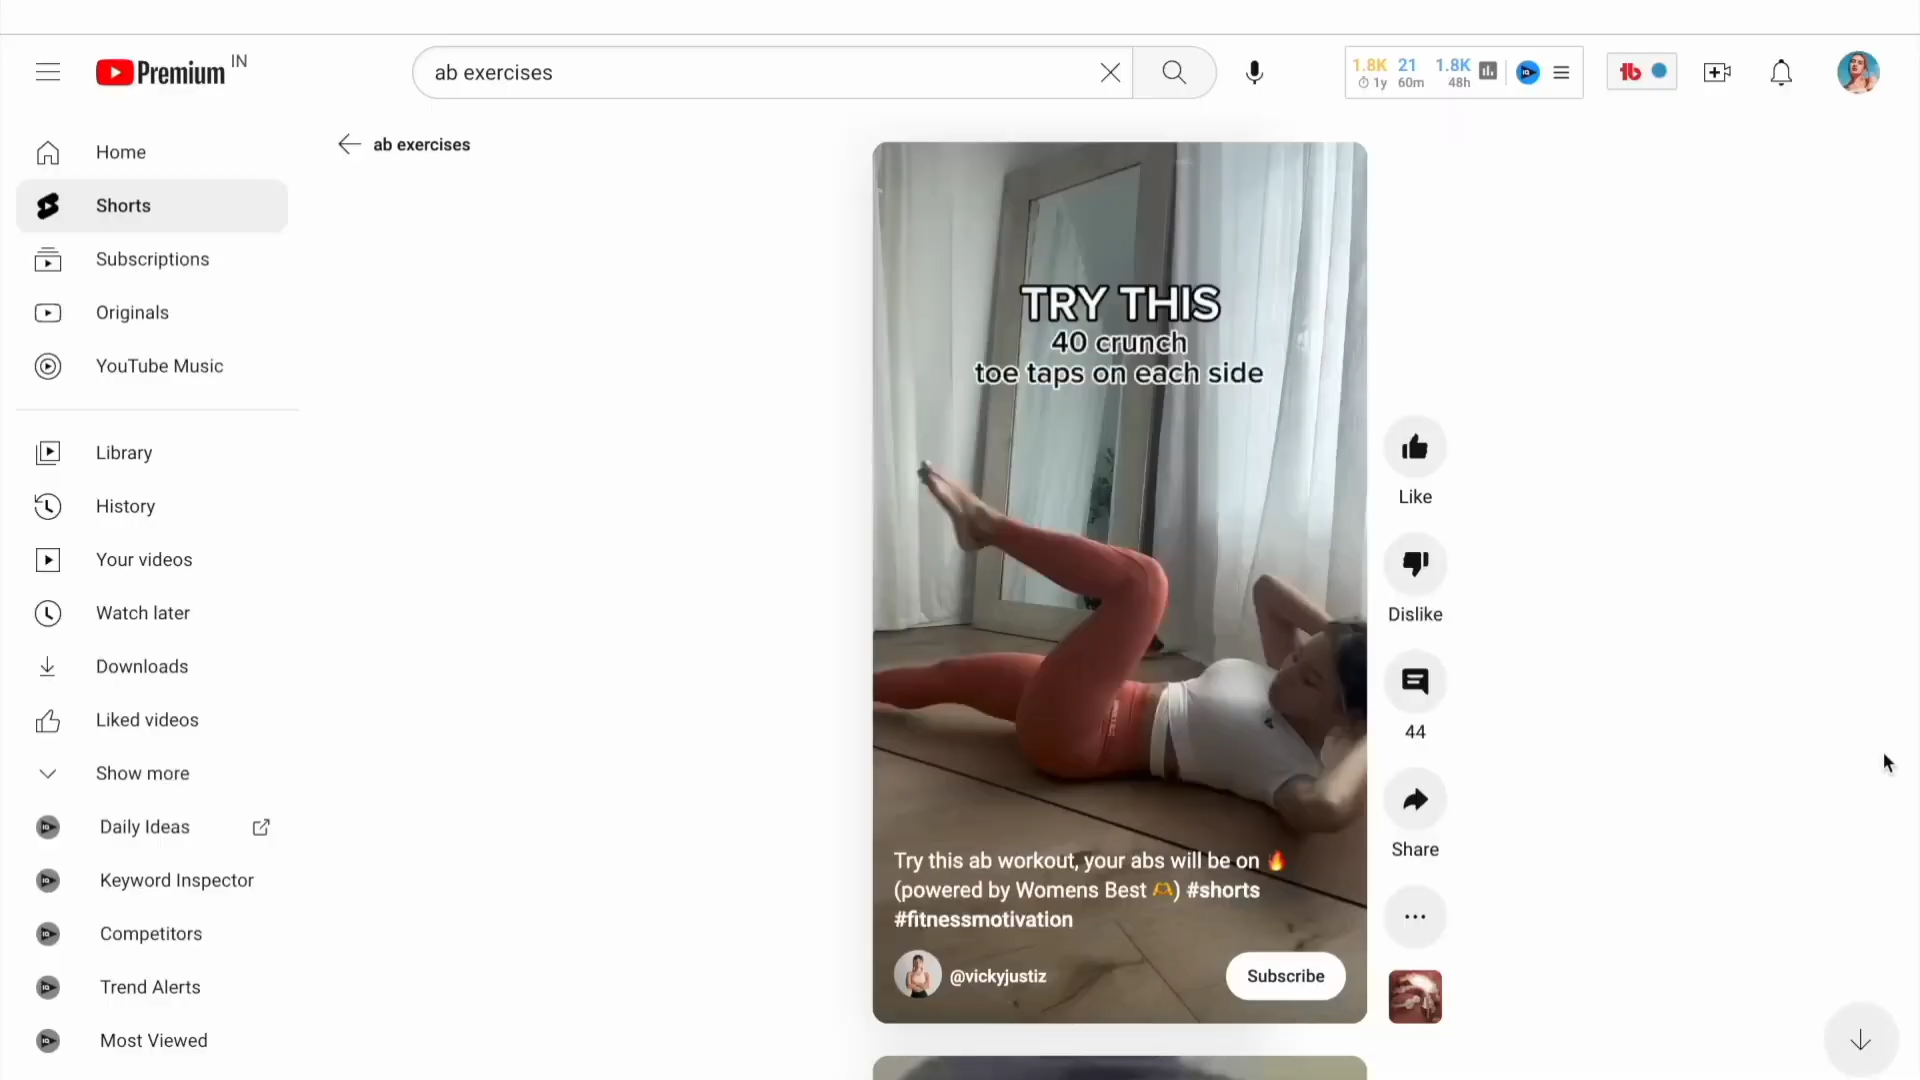 Premium IN
ab exercises
1.8K 21 1.8K
1y 60m 48h
ab exercises
Home
Shorts
Subscriptions
Originals
YouTube Music
Library
History
Your videos
Watch later
Downloads
Liked videos
Show more
Daily Ideas
Keyword Inspector
Competitors
Trend Alerts
Most Viewed
TRY THIS
40 crunch
toe taps on each side
Try this ab workout, your abs will be on 🔥
(powered by Womens Best 🫶) #shorts
#fitnessmotivation
@vickyjustiz
Subscribe
Like
Dislike
44
Share